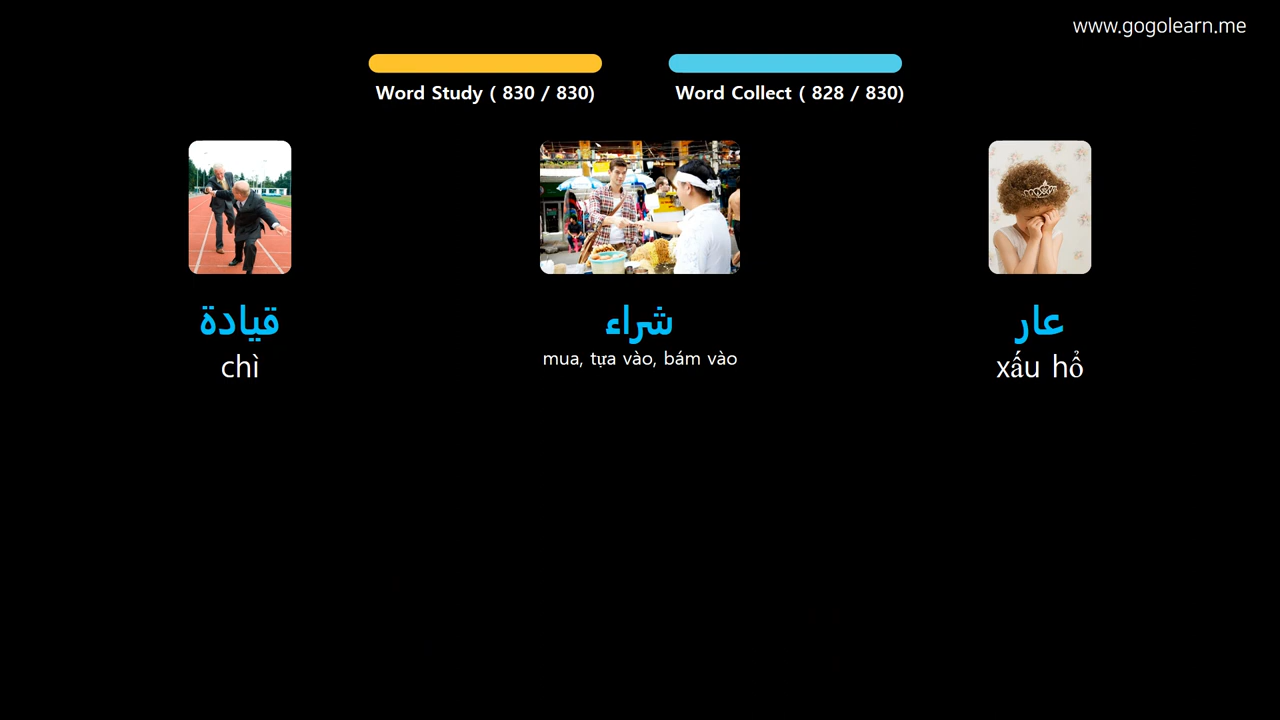 www.gogolearn.me
Word Study ( 830 / 830)
Word Collect ( 828 / 830)
قيادة
chì
شراء
mua, tựa vào, bám vào
عار
xấu hổ